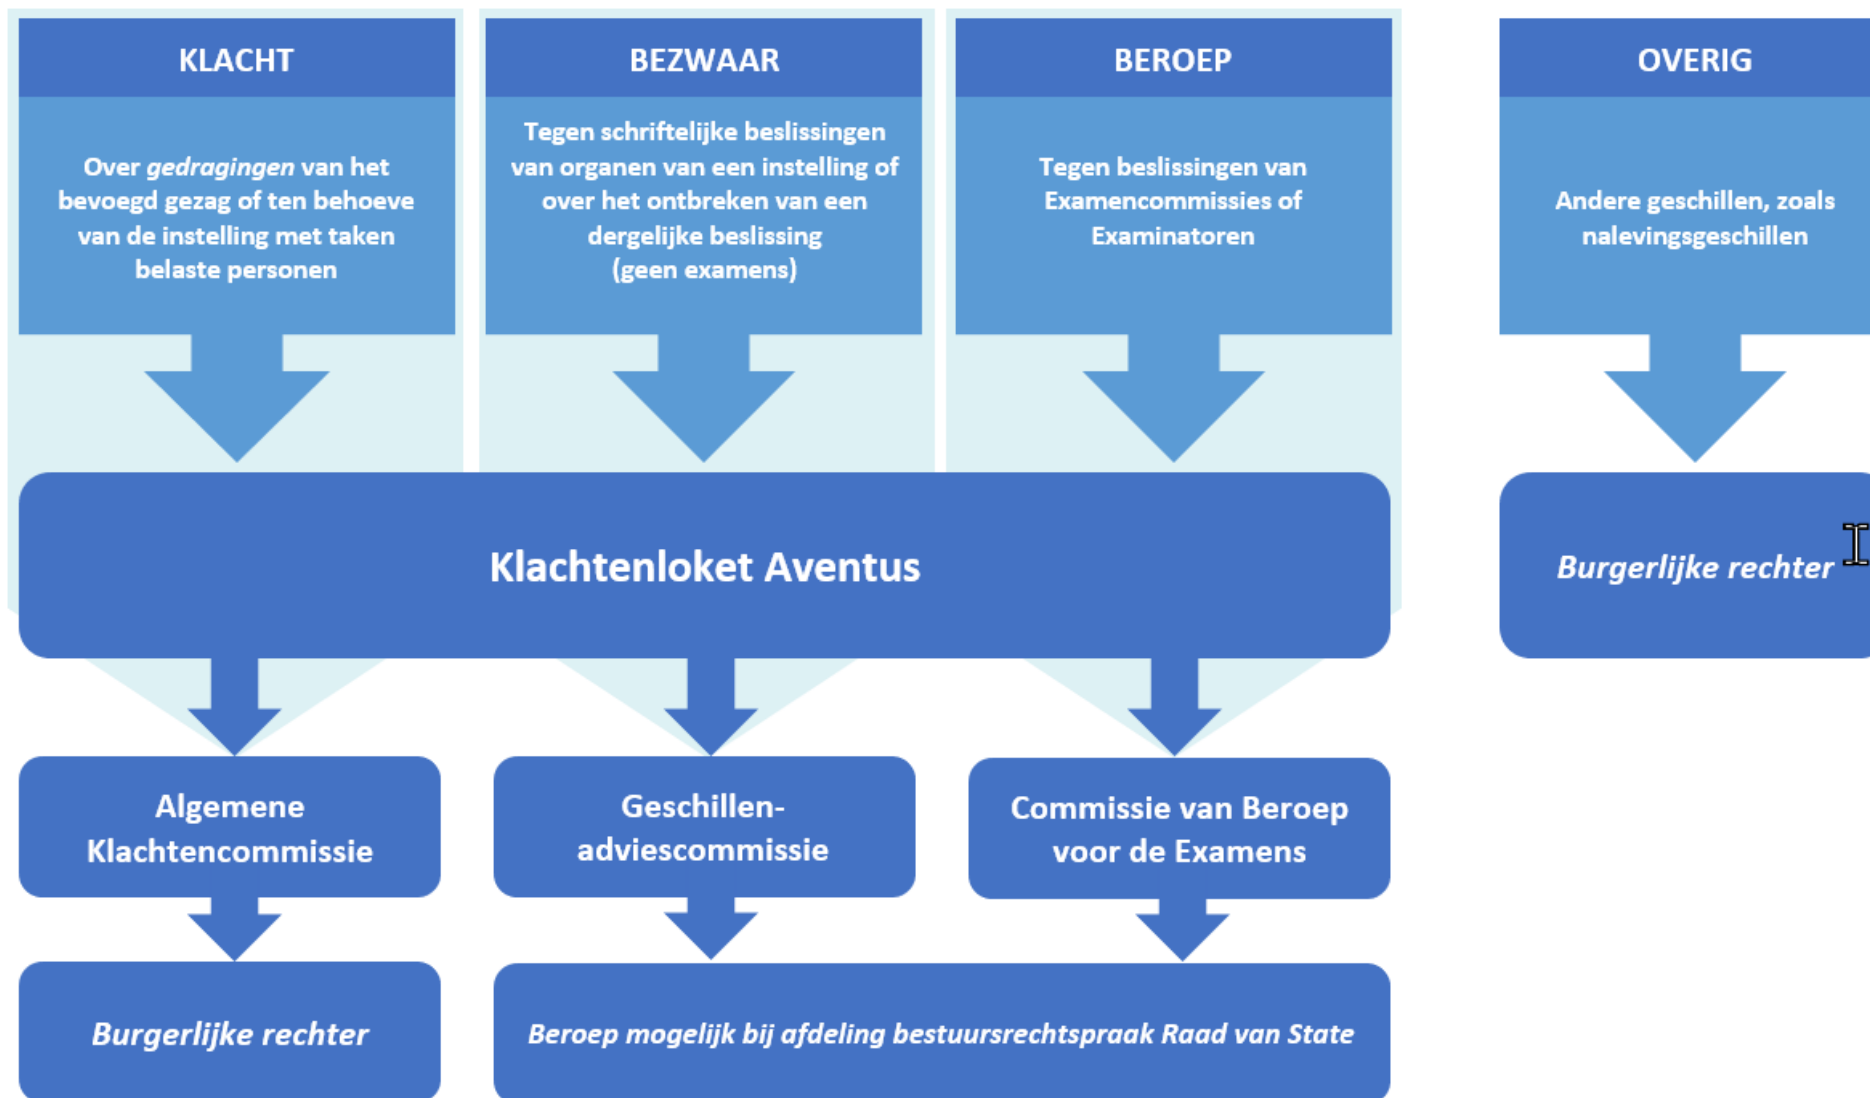 KLACHT
Over gedragingen van het
bevoegd gezag of ten behoeve
van de instelling met taken
belaste personen
BEZWAAR
Tegen schriftelijke beslissingen
van organen van een instelling of
over het ontbreken van een
dergelijke beslissing
(geen examens)
BEROEP
Tegen beslissingen van
Examencommissies of
Examinatoren
OVERIG
Andere geschillen, zoals
nalevingsgeschillen
Klachtenloket Aventus
Burgerlijke rechter
Algemene
Klachtencommissie
Geschillen-
adviescommissie
Commissie van Beroep
voor de Examens
Burgerlijke rechter
Beroep mogelijk bij afdeling bestuursrechtspraak Raad van State